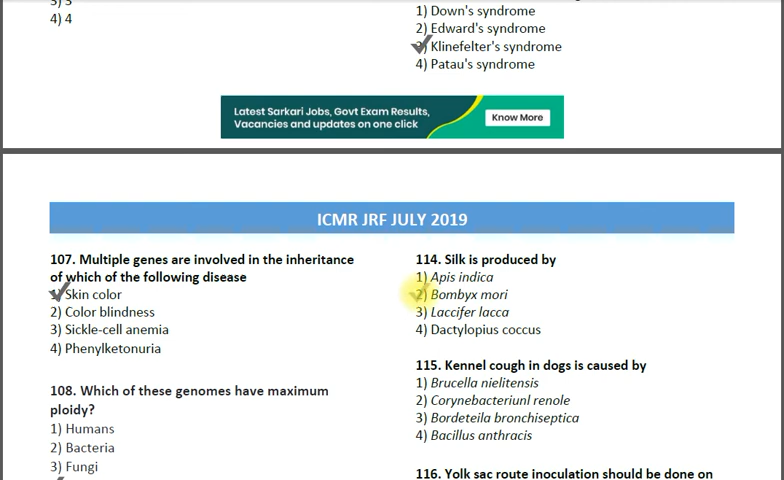 3) 3
4) 4
1) Down's syndrome
2) Edward's syndrome
3) Klinefelter's syndrome
4) Patau's syndrome
Latest Sarkari Jobs, Govt Exam Results,
Vacancies and updates on one click
Know More
ICMR JRF JULY 2019
107. Multiple genes are involved in the inheritance
of which of the following disease
1) Skin color
2) Color blindness
3) Sickle-cell anemia
4) Phenylketonuria
108. Which of these genomes have maximum
ploidy?
1) Humans
2) Bacteria
3) Fungi
114. Silk is produced by
1) Apis indica
2) Bombyx mori
3) Laccifer lacca
4) Dactylopius coccus
115. Kennel cough in dogs is caused by
1) Brucella nielitensis
2) Corynebacteriunl renole
3) Bordeteila bronchiseptica
4) Bacillus anthracis
116. Yolk sac route inoculation should be done on